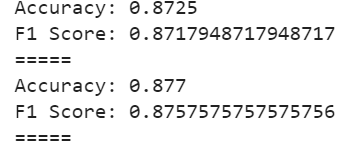 Accuracy: 0.8725
F1 Score: 0.8717948717948717
=====
Accuracy: 0.877
F1 Score: 0.8757575757575756
=====